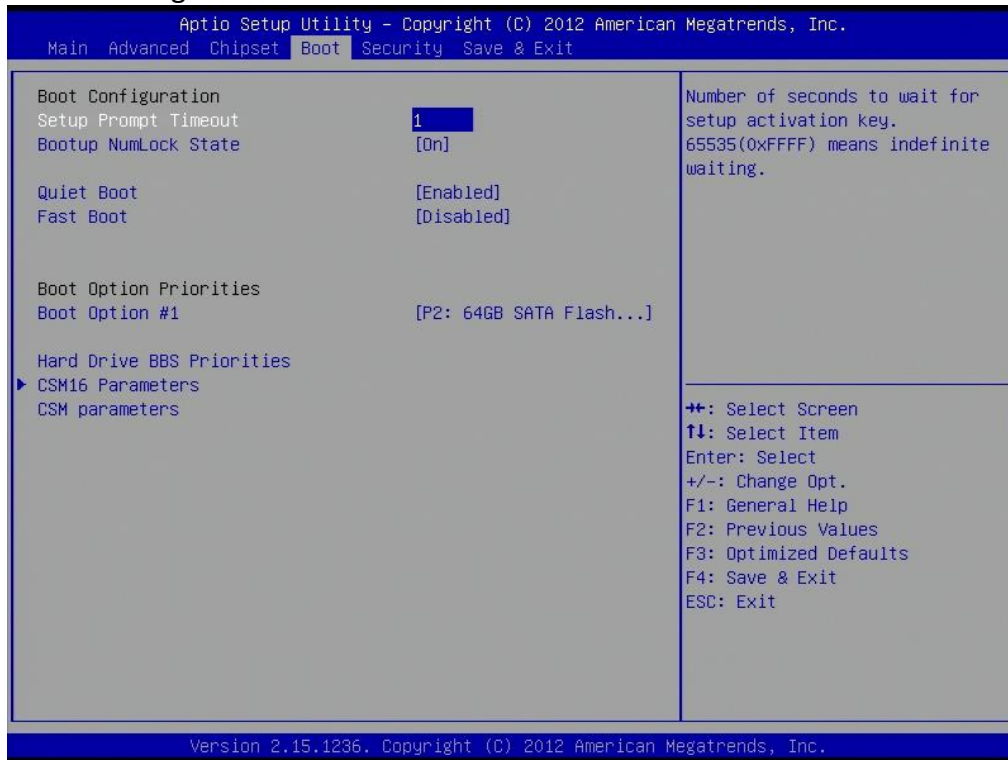 Aptio Setup Utility – Copyright (C) 2012 American Megatrends, Inc.
Main Advanced Chipset Boot Security Save & Exit
Boot Configuration
Setup Prompt Timeout 1
Bootup NumLock State [On]
Quiet Boot [Enabled]
Fast Boot [Disabled]
Boot Option Priorities
Boot Option #1 [P2: 64GB SATA Flash...]
Hard Drive BBS Priorities
▶ CSM16 Parameters
CSM parameters
Number of seconds to wait for
setup activation key.
65535(0xFFFF) means indefinite
waiting.
→←: Select Screen
↑↓: Select Item
Enter: Select
+/-: Change Opt.
F1: General Help
F2: Previous Values
F3: Optimized Defaults
F4: Save & Exit
ESC: Exit
Version 2.15.1236. Copyright (C) 2012 American Megatrends, Inc.